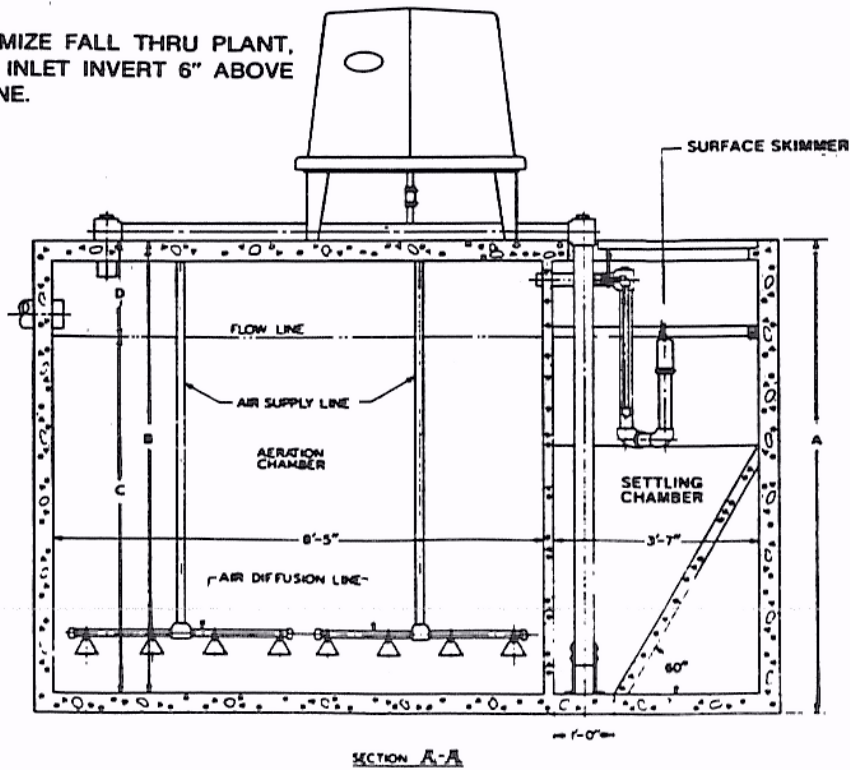 MIZE FALL THRU PLANT,
INLET INVERT 6" ABOVE
NE.
SURFACE SKIMMER
D
FLOW LINE
AIR SUPPLY LINE
B
A
AERATION
CHAMBER
C
SETTLING
CHAMBER
8'-5"
3'-7"
AIR DIFFUSION LINE
60°
1'-0"
SECTION A-A